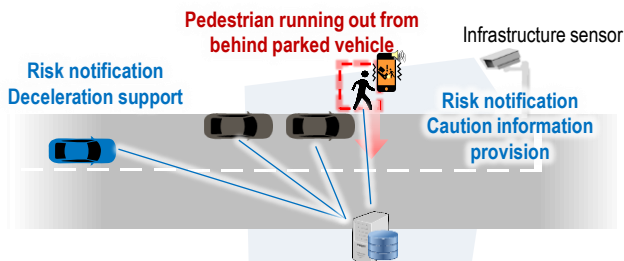 Pedestrian running out from
behind parked vehicle
Infrastructure sensor
Risk notification
Deceleration support
Risk notification
Caution information
provision